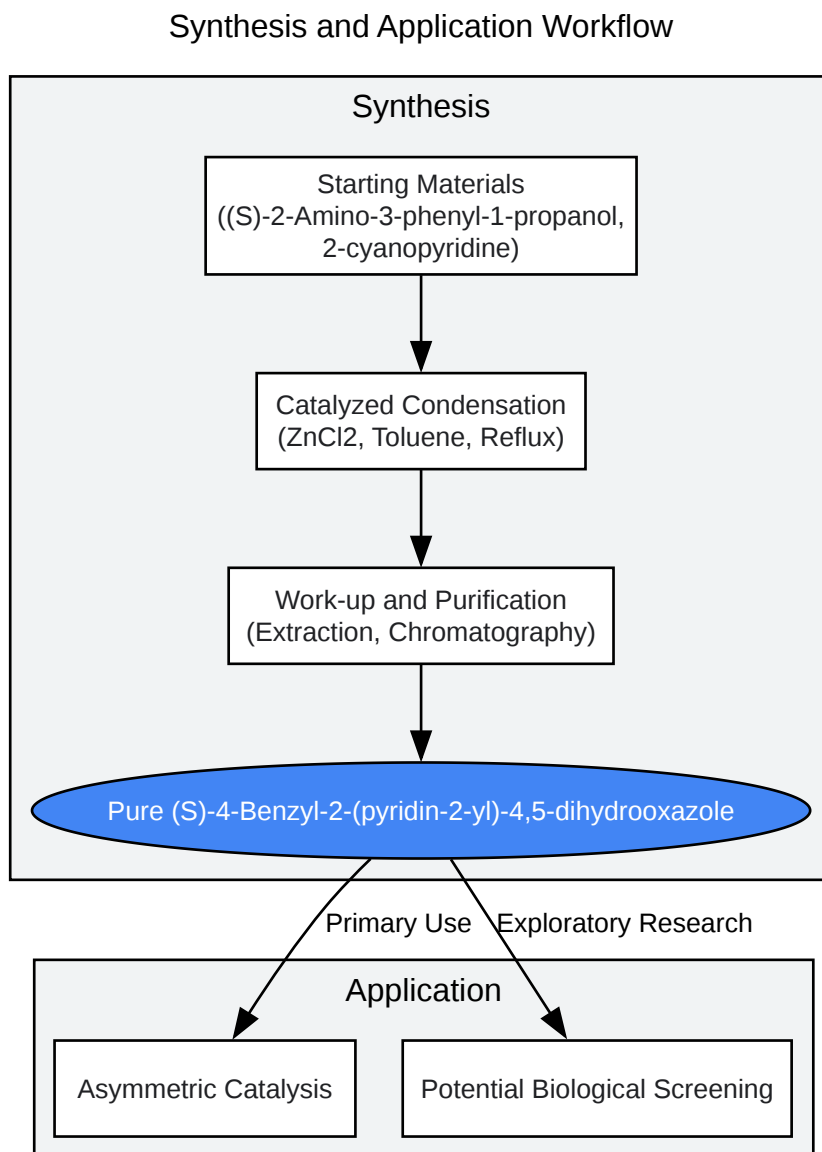 Synthesis and Application Workflow
Synthesis
Starting Materials
((S)-2-Amino-3-phenyl-1-propanol,
2-cyanopyridine)
Catalyzed Condensation
(ZnCl2, Toluene, Reflux)
Work-up and Purification
(Extraction, Chromatography)
Pure (S)-4-Benzyl-2-(pyridin-2-yl)-4,5-dihydrooxazole
Primary Use
Exploratory Research
Application
Asymmetric Catalysis
Potential Biological Screening